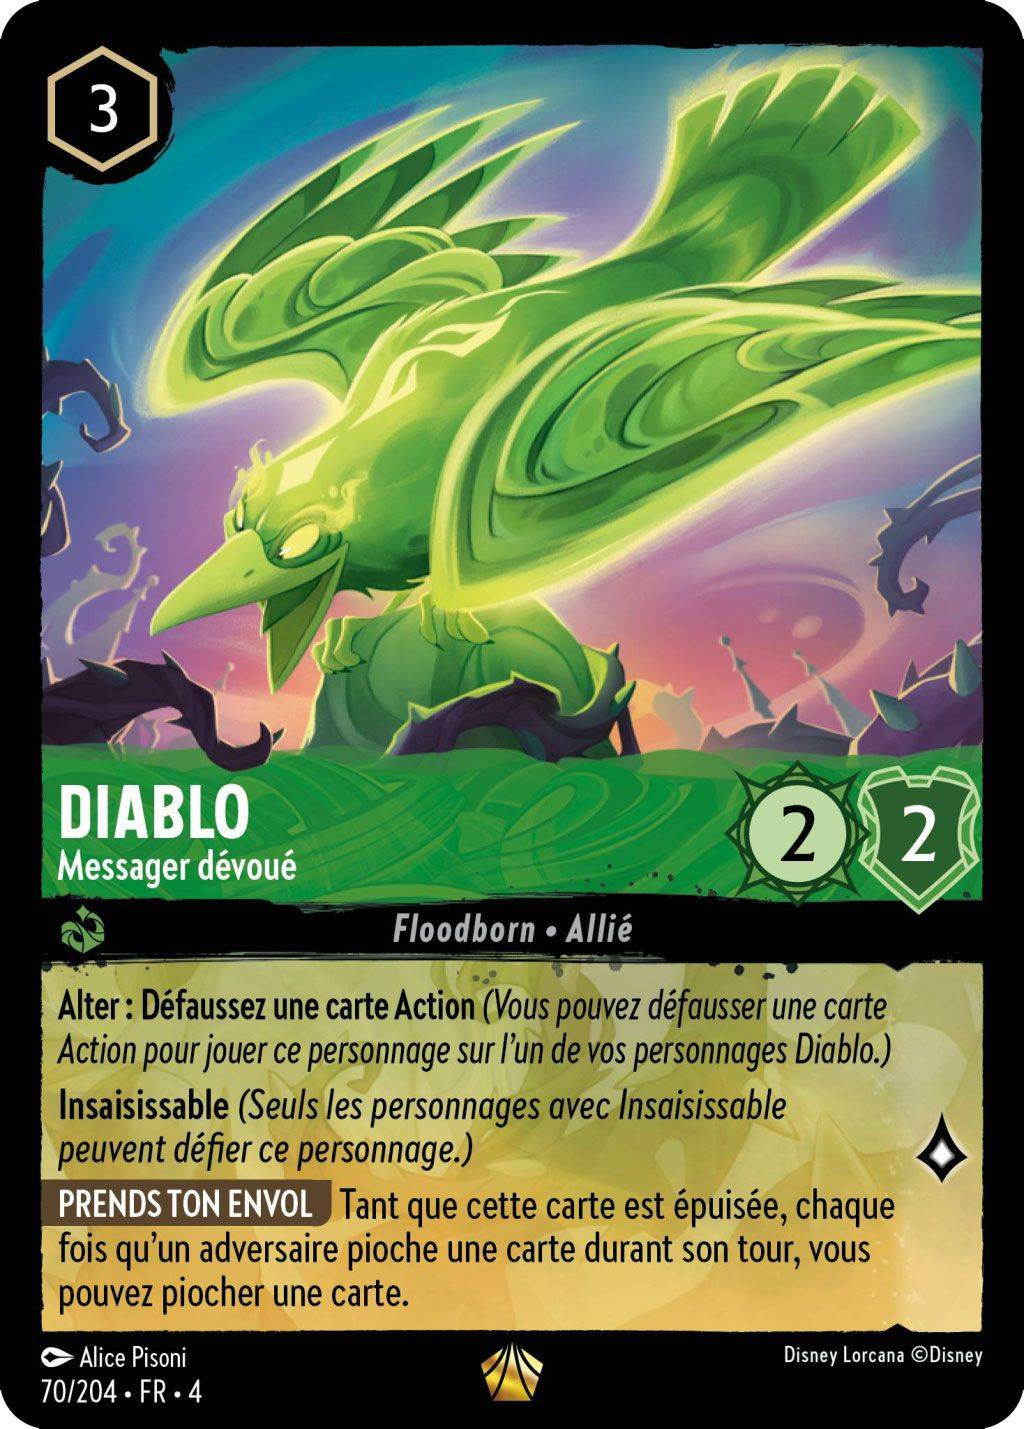 3
DIABLO
Messager dévoué
2
2
Floodborn • Allié
Alter : Défaussez une carte Action (Vous pouvez défausser une carte
Action pour jouer ce personnage sur l'un de vos personnages Diablo.)
Insaisissable (Seuls les personnages avec Insaisissable
peuvent défier ce personnage.)
PRENDS TON ENVOL Tant que cette carte est épuisée, chaque
fois qu'un adversaire pioche une carte durant son tour, vous
pouvez piocher une carte.
Alice Pisoni
Disney Lorcana ©Disney
70/204 • FR • 4